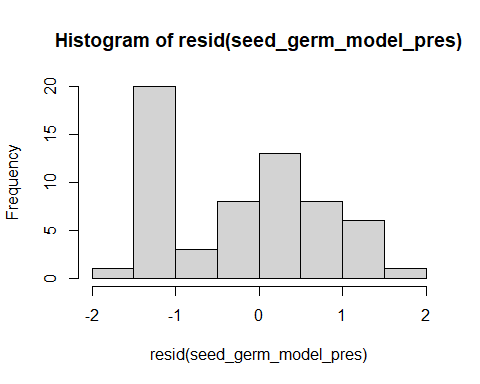 Histogram of resid(seed_germ_model_pres)
Frequency
20
15
10
5
0
-2 -1 0 1 2
resid(seed_germ_model_pres)